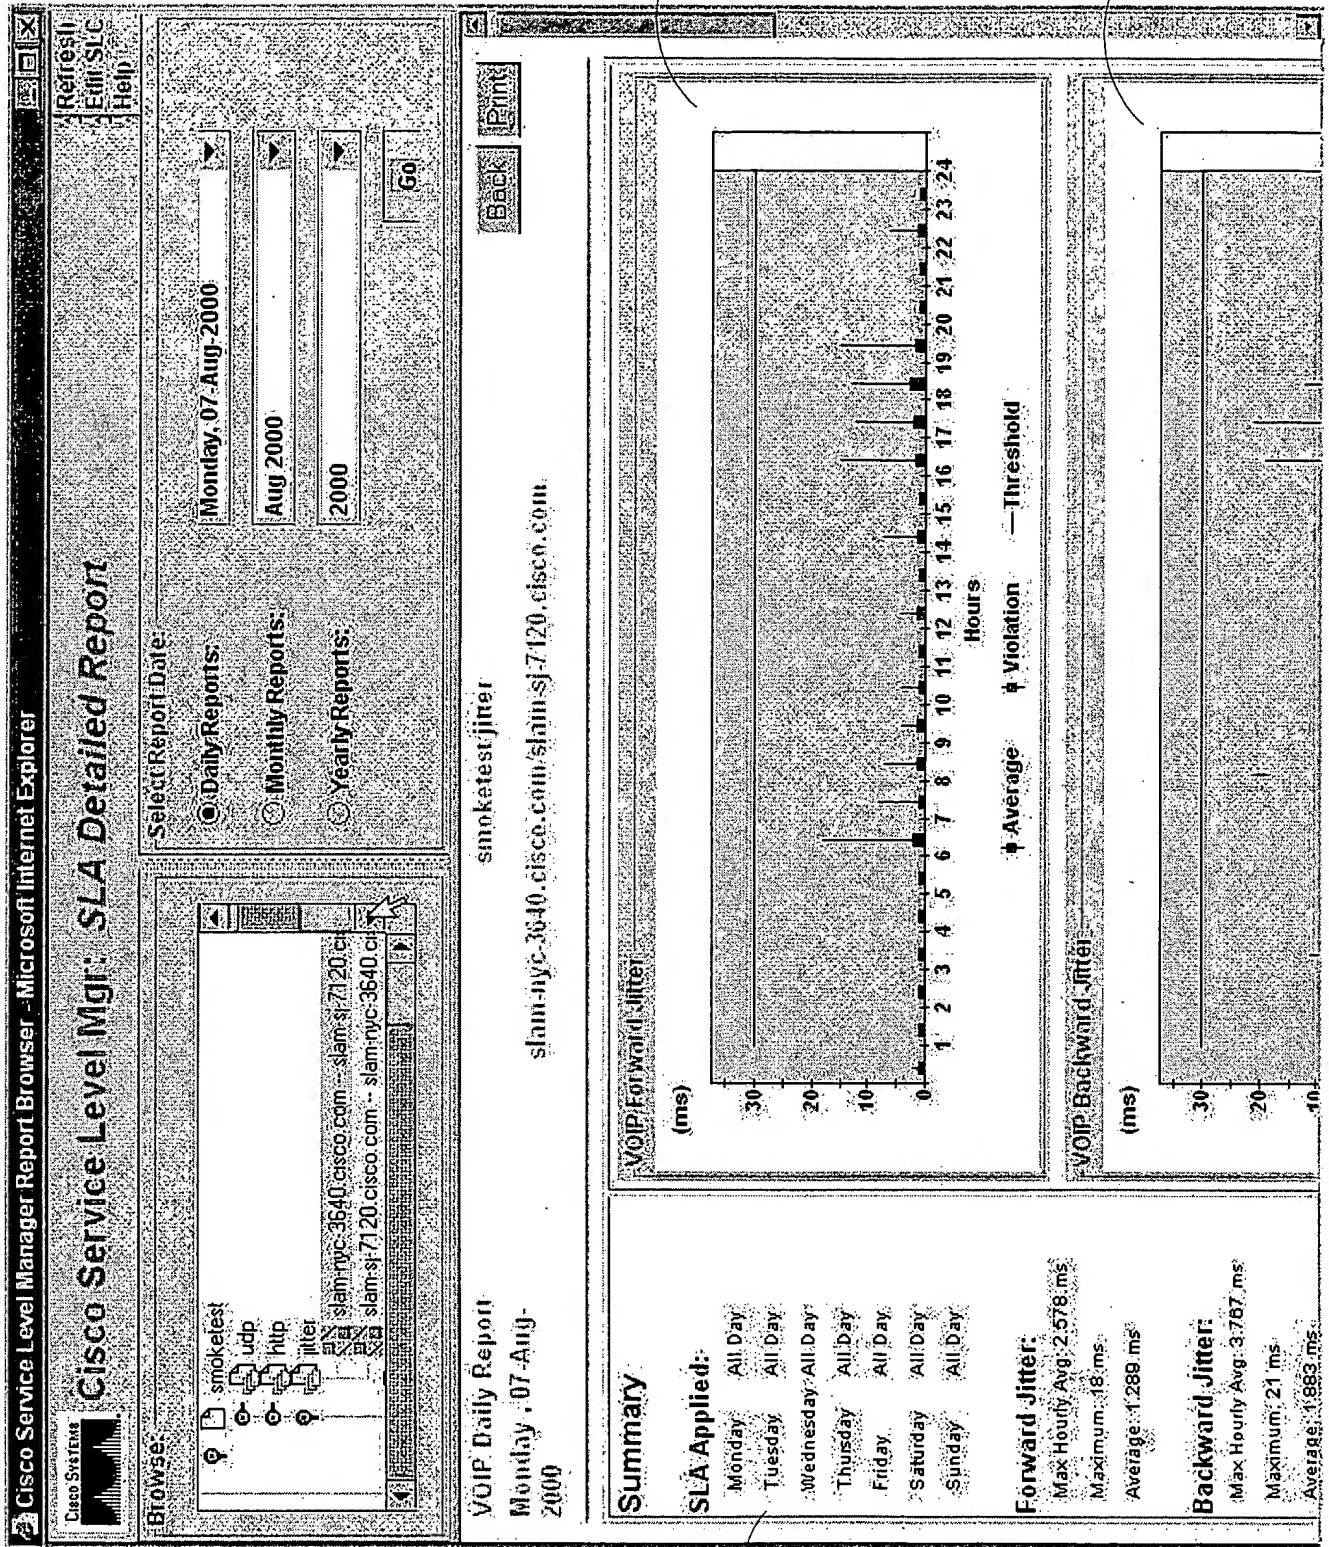 Cisco Service Level Manager Report Browser - Microsoft Internet Explorer
CISCO SYSTEMS
Cisco Service Level Mgr: SLA Detailed Report
Refresh
Edit SLC
Help
Browse:
smoketest
udp
http
jitter
slam-nyc-3640.cisco.com -- slam-sj-7120.cis
slam-sj-7120.cisco.com -- slam-nyc-3640.cis
Select Report Date:
Daily Reports:
Monday, 07-Aug-2000
Monthly Reports:
Aug 2000
Yearly Reports:
2000
Go
VOIP Daily Report
smoketest jitter
Back
Print
Monday , 07-Aug-
2000
slam-nyc-3640.cisco.com/slam-sj-7120.cisco.com
Summary
SLA Applied:
Monday All Day
Tuesday All Day
Wednesday All Day
Thursday All Day
Friday All Day
Saturday All Day
Sunday All Day
Forward Jitter:
Max Hourly Avg: 2.578 ms
Maximum: 18 ms
Average: 1.289 ms
Backward Jitter:
Max Hourly Avg: 3.767 ms
Maximum: 21 ms
Average: 1.883 ms
VOIP Forward Jitter
(ms)
30
20
10
0
1 2 3 4 5 6 7 8 9 10 11 12 13 14 15 16 17 18 19 20 21 22 23 24
Hours
Average Violation Threshold
VOIP Backward Jitter
(ms)
30
20
10